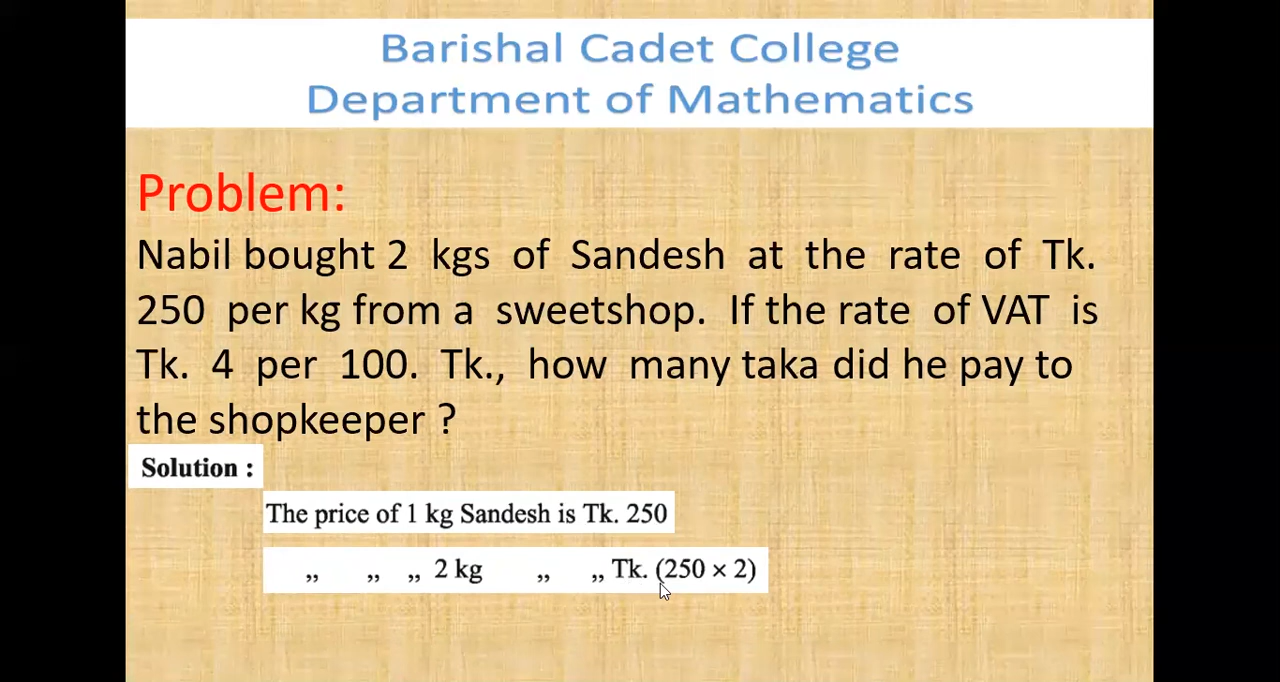 Barishal Cadet College
Department of Mathematics
Problem:
Nabil bought 2 kgs of Sandesh at the rate of Tk.
250 per kg from a sweetshop. If the rate of VAT is
Tk. 4 per 100. Tk., how many taka did he pay to
the shopkeeper ?
Solution :
The price of 1 kg Sandesh is Tk. 250
„ „ „ 2 kg „ „ Tk. (250 × 2)